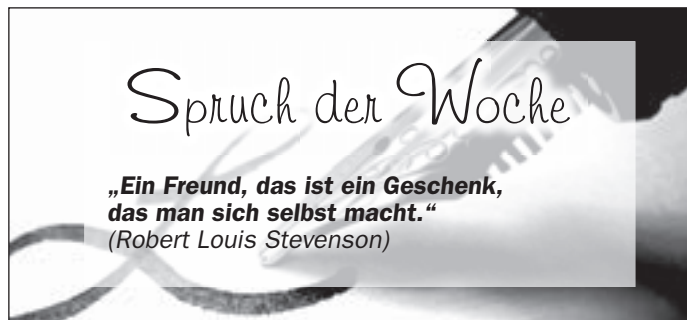 Spruch der Woche
„Ein Freund, das ist ein Geschenk,
das man sich selbst macht.“
(Robert Louis Stevenson)